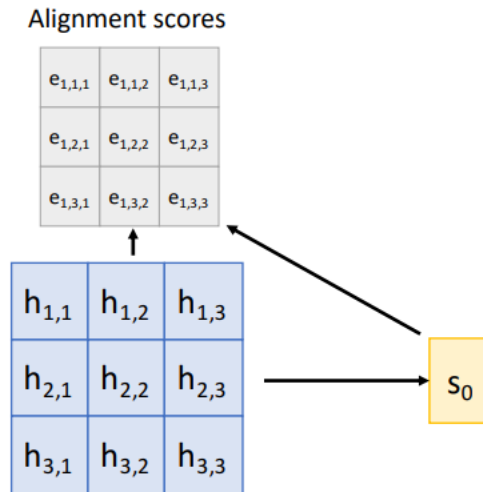 Alignment scores
e1,1,1 e1,1,2 e1,1,3
e1,2,1 e1,2,2 e1,2,3
e1,3,1 e1,3,2 e1,3,3
h1,1 h1,2 h1,3
h2,1 h2,2 h2,3
s0
h3,1 h3,2 h3,3